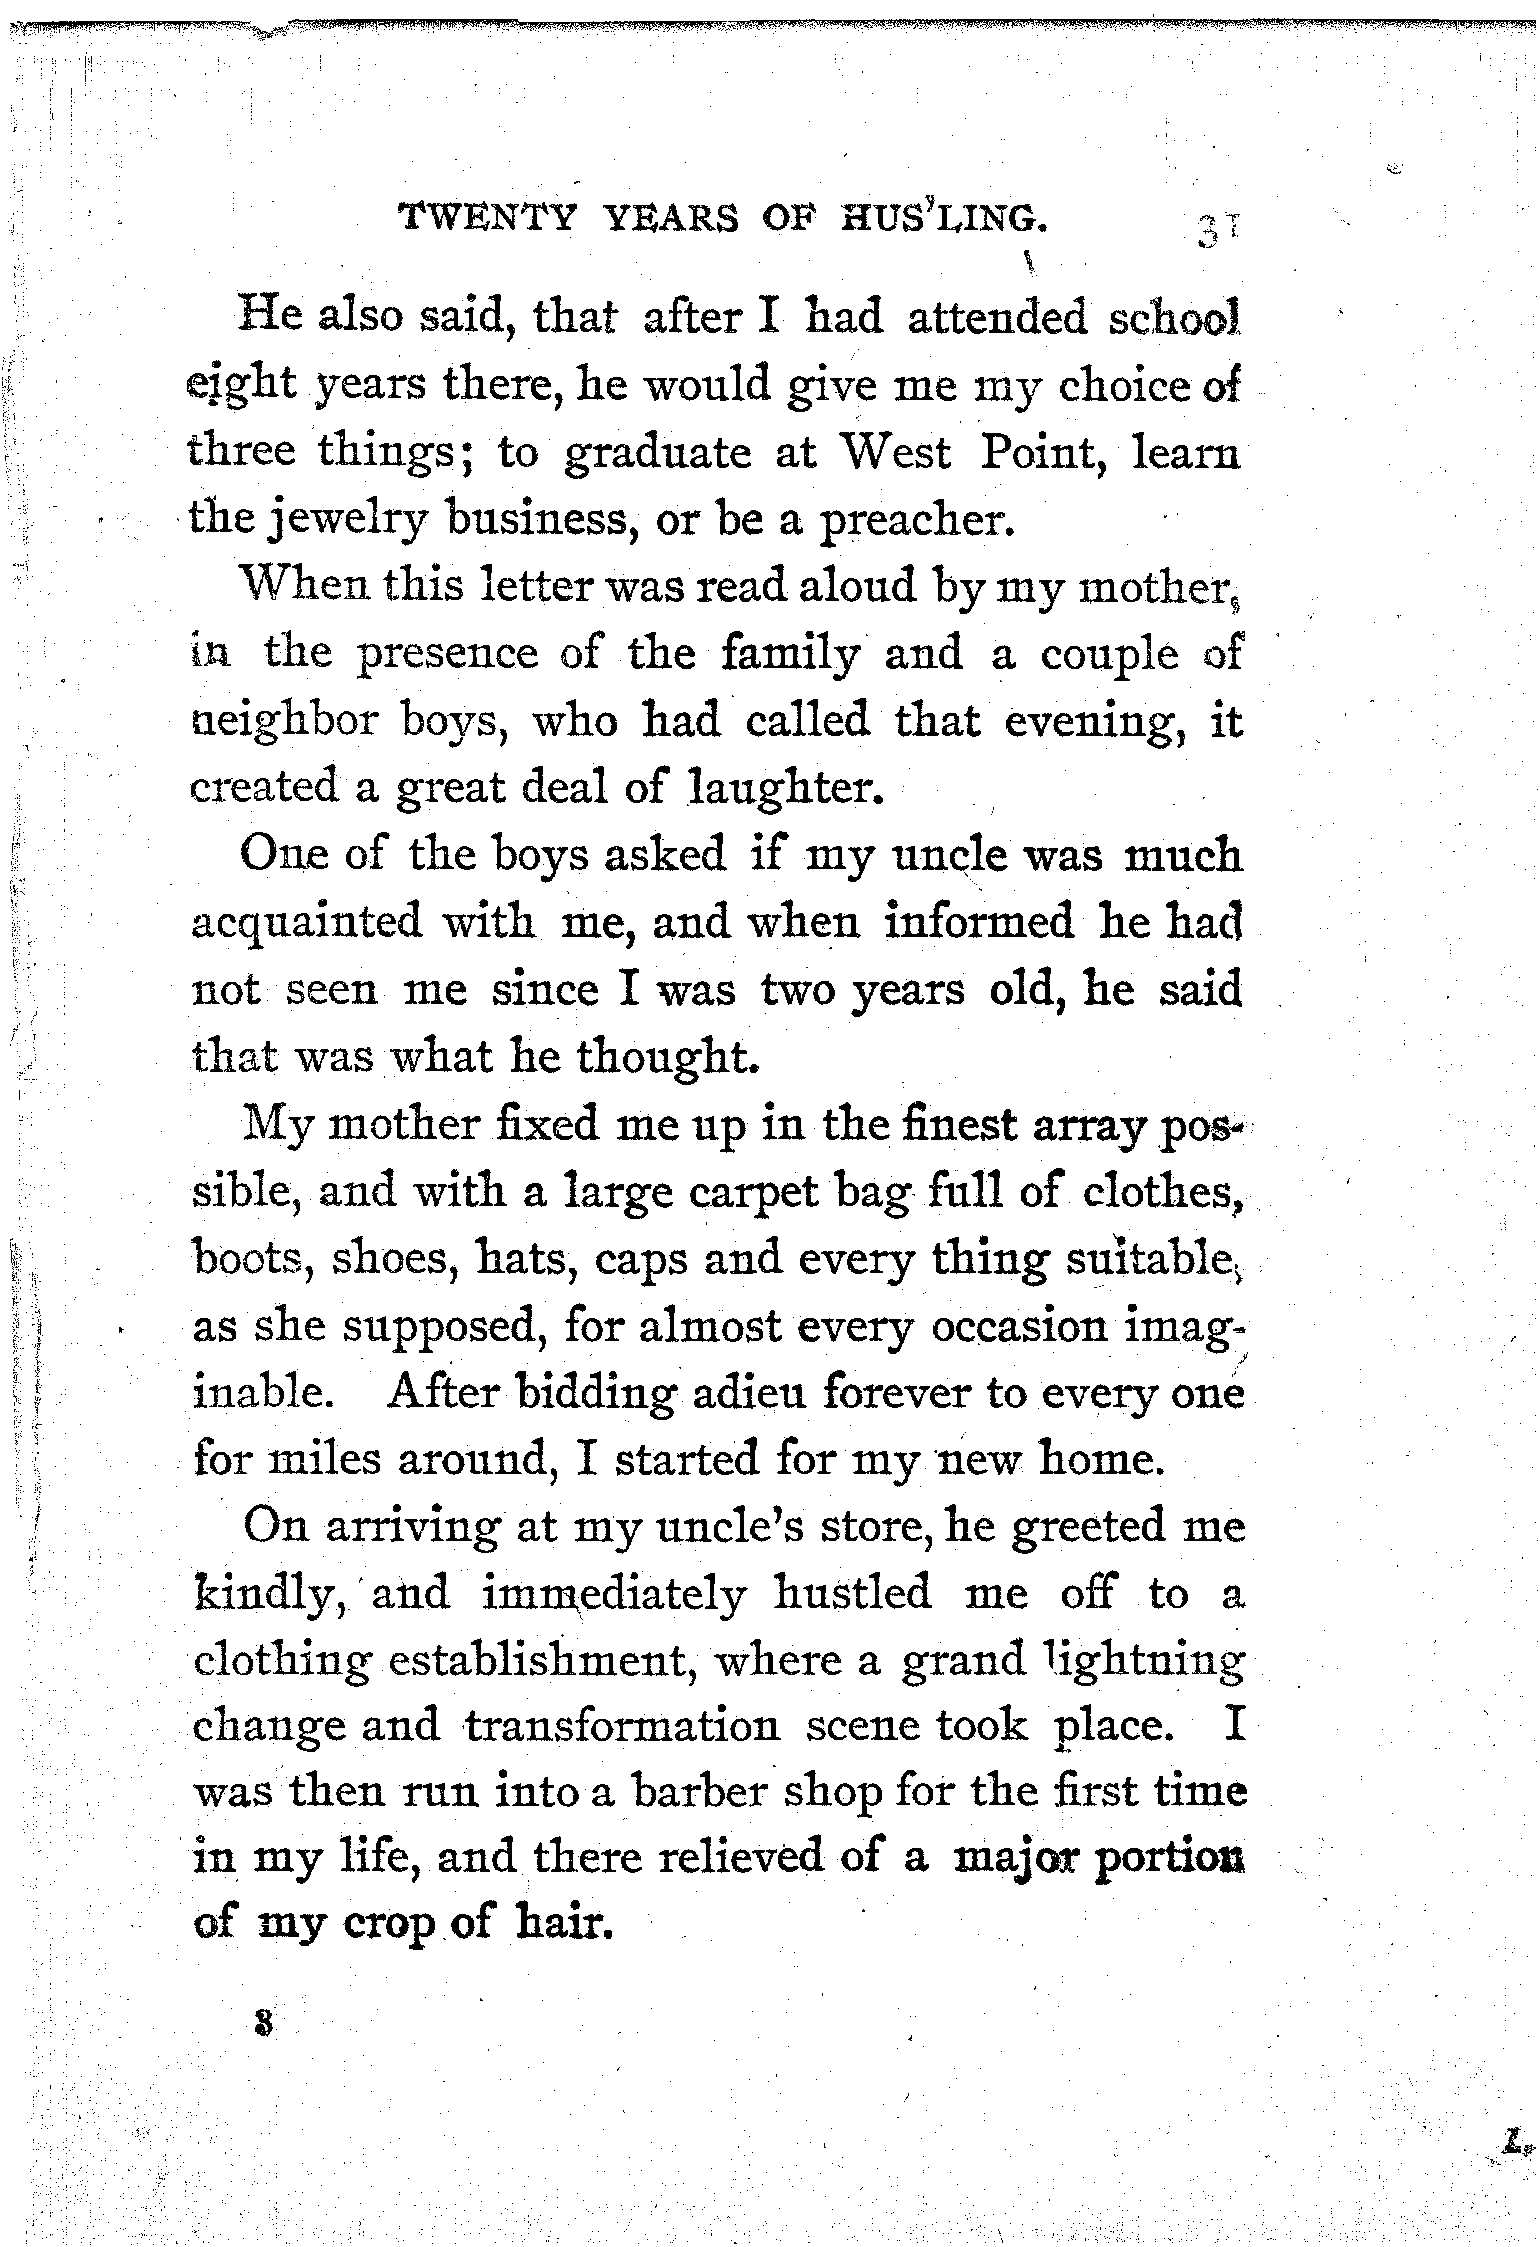 TWENTY YEARS OF HUS'LING. 31
He also said, that after I had attended school
eight years there, he would give me my choice of
three things; to graduate at West Point, learn
the jewelry business, or be a preacher.
When this letter was read aloud by my mother,
in the presence of the family and a couple of
neighbor boys, who had called that evening, it
created a great deal of laughter.
One of the boys asked if my uncle was much
acquainted with me, and when informed he had
not seen me since I was two years old, he said
that was what he thought.
My mother fixed me up in the finest array pos-
sible, and with a large carpet bag full of clothes,
boots, shoes, hats, caps and every thing suitable,
as she supposed, for almost every occasion imag-
inable. After bidding adieu forever to every one
for miles around, I started for my new home.
On arriving at my uncle's store, he greeted me
kindly, and immediately hustled me off to a
clothing establishment, where a grand lightning
change and transformation scene took place. I
was then run into a barber shop for the first time
in my life, and there relieved of a major portion
of my crop of hair.
3